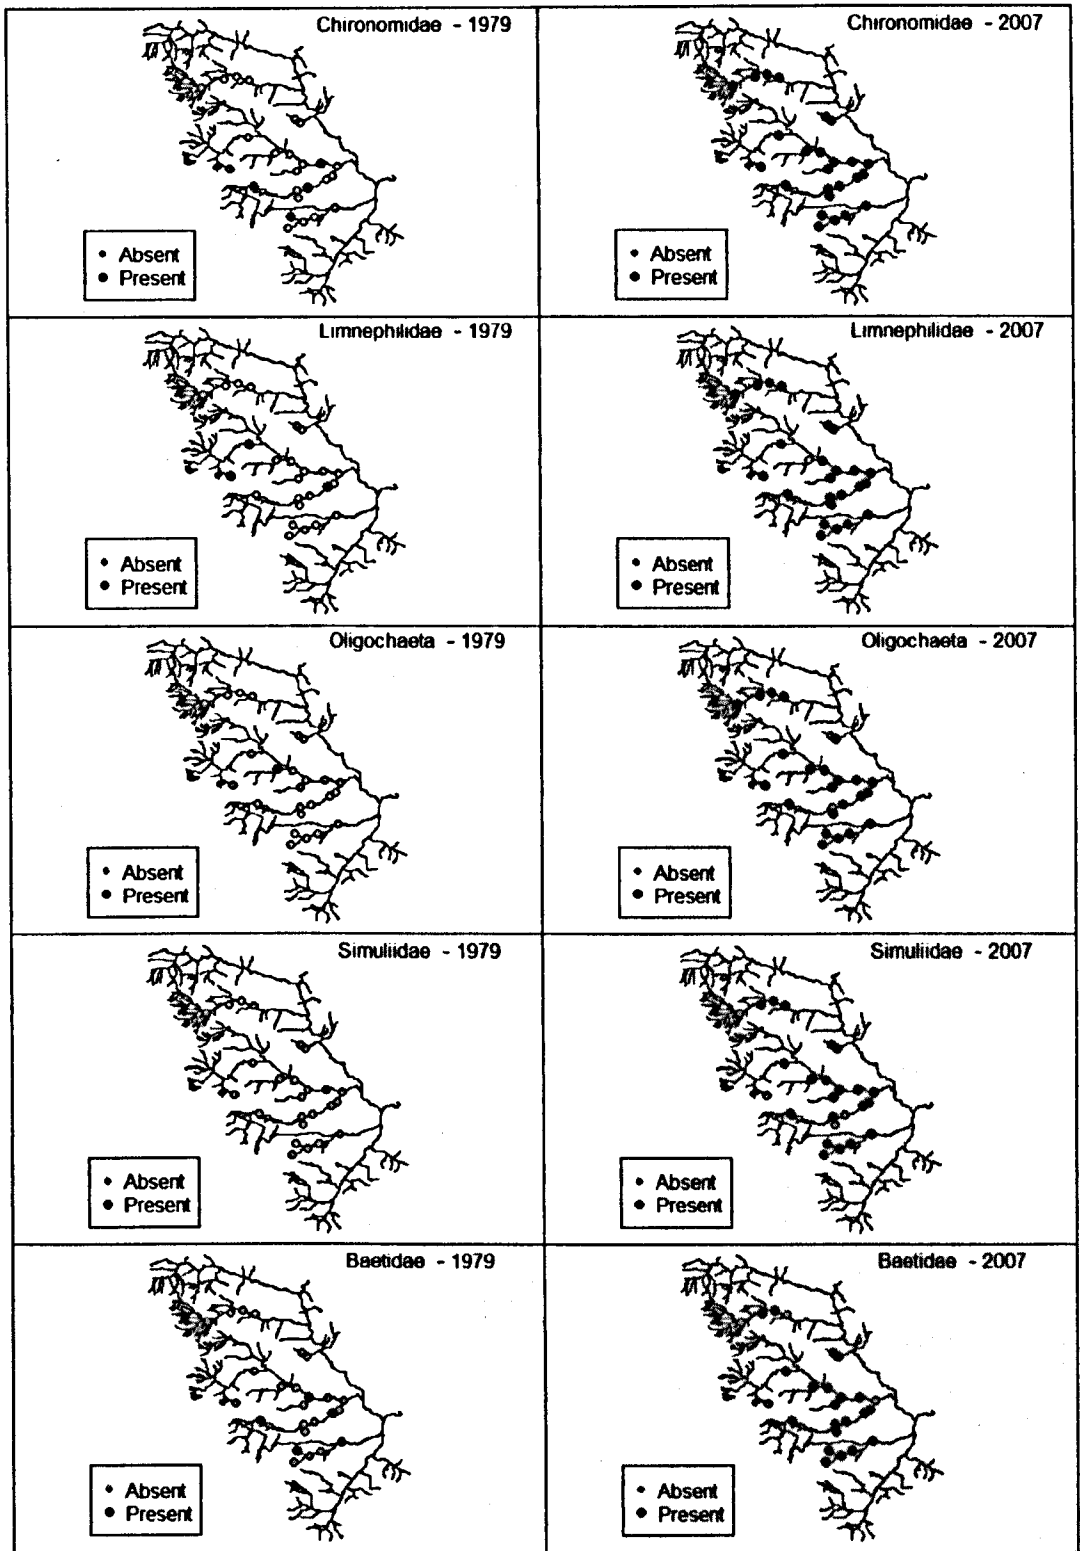 Chironomidae - 1979
Chironomidae - 2007
Absent
Present
Absent
Present
Limnephilidae - 1979
Limnephilidae - 2007
Absent
Present
Absent
Present
Oligochaeta - 1979
Oligochaeta - 2007
Absent
Present
Absent
Present
Simuliidae - 1979
Simuliidae - 2007
Absent
Present
Absent
Present
Baetidae - 1979
Baetidae - 2007
Absent
Present
Absent
Present